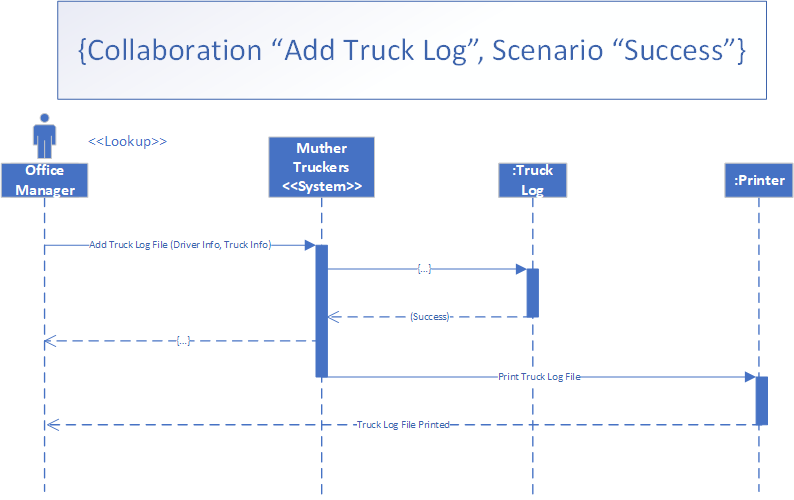 {Collaboration “Add Truck Log”, Scenario “Success”}
<<Lookup>>
Office
Manager
Muther
Truckers
<<System>>
:Truck
Log
:Printer
Add Truck Log File (Driver Info, Truck Info)
{...}
(Success)
{...}
Print Truck Log File
Truck Log File Printed